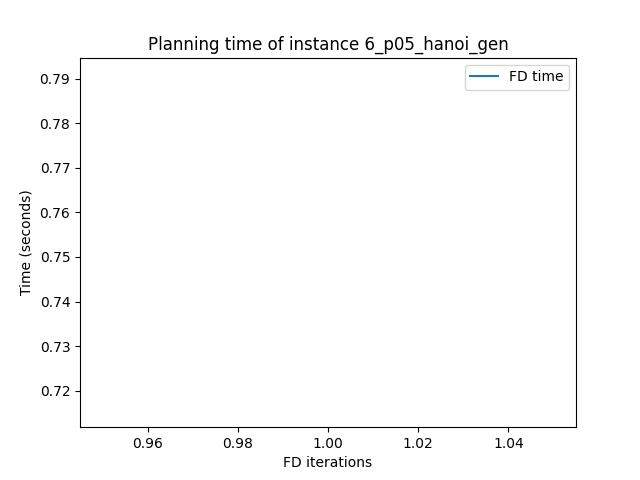 Planning time of instance 6_p05_hanoi_gen
FD time
0.79
0.78
0.77
0.76
0.75
0.74
0.73
0.72
Time (seconds)
0.96 0.98 1.00 1.02 1.04
FD iterations